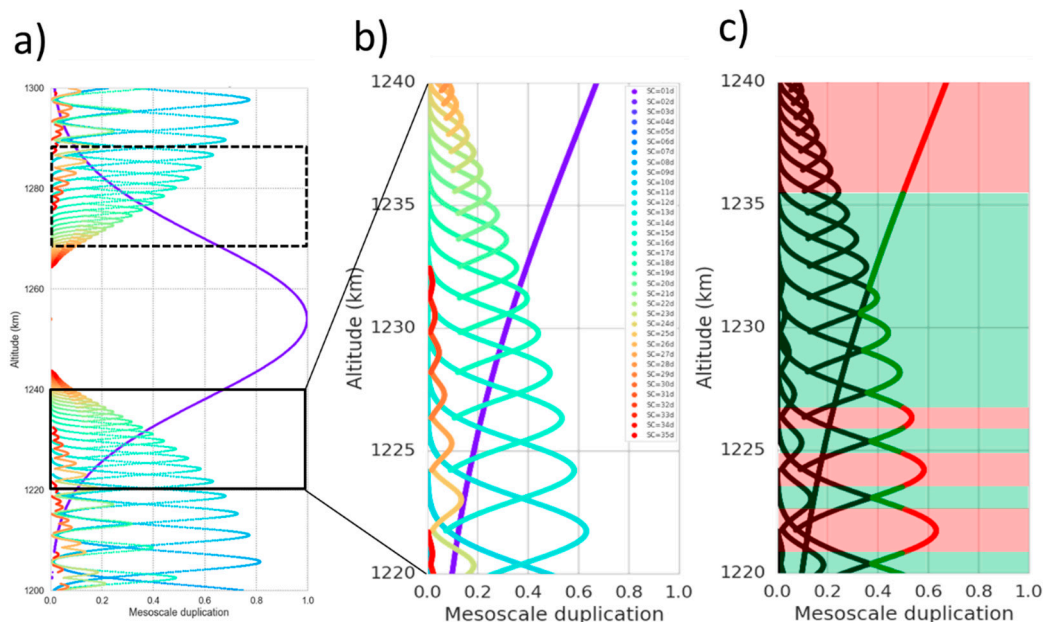 a)
b)
c)
1300
1280
1260
1240
1220
1200
Altitude (km)
0.0 0.2 0.4 0.6 0.8 1.0
Mesoscale duplication
1240
1235
1230
1225
1220
Altitude (km)
0.0 0.2 0.4 0.6 0.8 1.0
Mesoscale duplication
SC=01d
SC=02d
SC=03d
SC=04d
SC=05d
SC=06d
SC=07d
SC=08d
SC=09d
SC=10d
SC=11d
SC=12d
SC=13d
SC=14d
SC=15d
SC=16d
SC=17d
SC=18d
SC=19d
SC=20d
SC=21d
SC=22d
SC=23d
SC=24d
SC=25d
SC=26d
SC=27d
SC=28d
SC=29d
SC=30d
SC=31d
SC=32d
SC=33d
SC=34d
SC=35d
1240
1235
1230
1225
1220
Altitude (km)
0.0 0.2 0.4 0.6 0.8 1.0
Mesoscale duplication